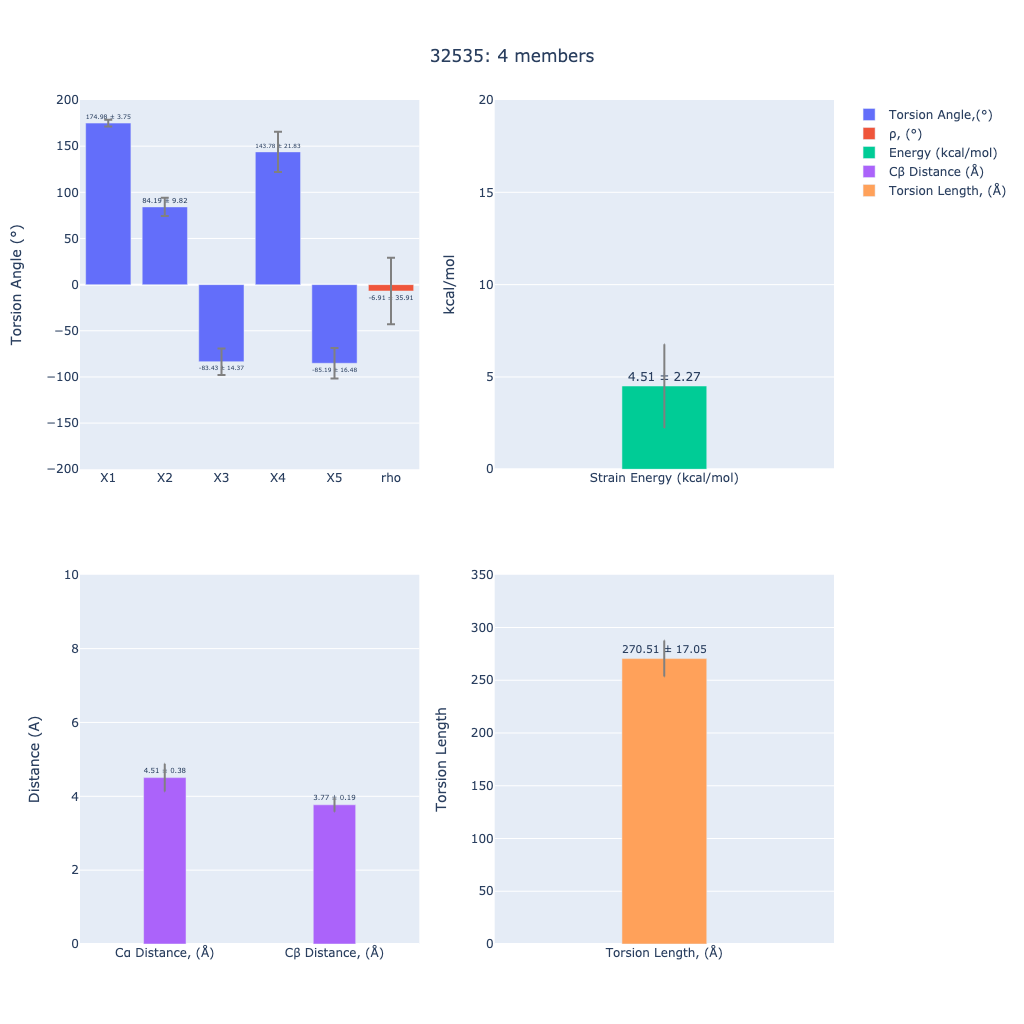 32535: 4 members
Torsion Angle (°)
200
150
100
50
0
−50
−100
−150
−200
174.98 ± 3.75
84.19 ± 9.82
-83.43 ± 14.37
143.78 ± 21.83
-85.19 ± 16.48
-6.91 ± 35.91
X1 X2 X3 X4 X5 rho
kcal/mol
20
15
10
5
0
4.51 ± 2.27
Strain Energy (kcal/mol)
Torsion Angle,(°)
ρ, (°)
Energy (kcal/mol)
Cβ Distance (Å)
Torsion Length, (Å)
Distance (A)
10
8
6
4
2
0
4.51 ± 0.38
3.77 ± 0.19
Cα Distance, (Å) Cβ Distance, (Å)
Torsion Length
350
300
250
200
150
100
50
0
270.51 ± 17.05
Torsion Length, (Å)